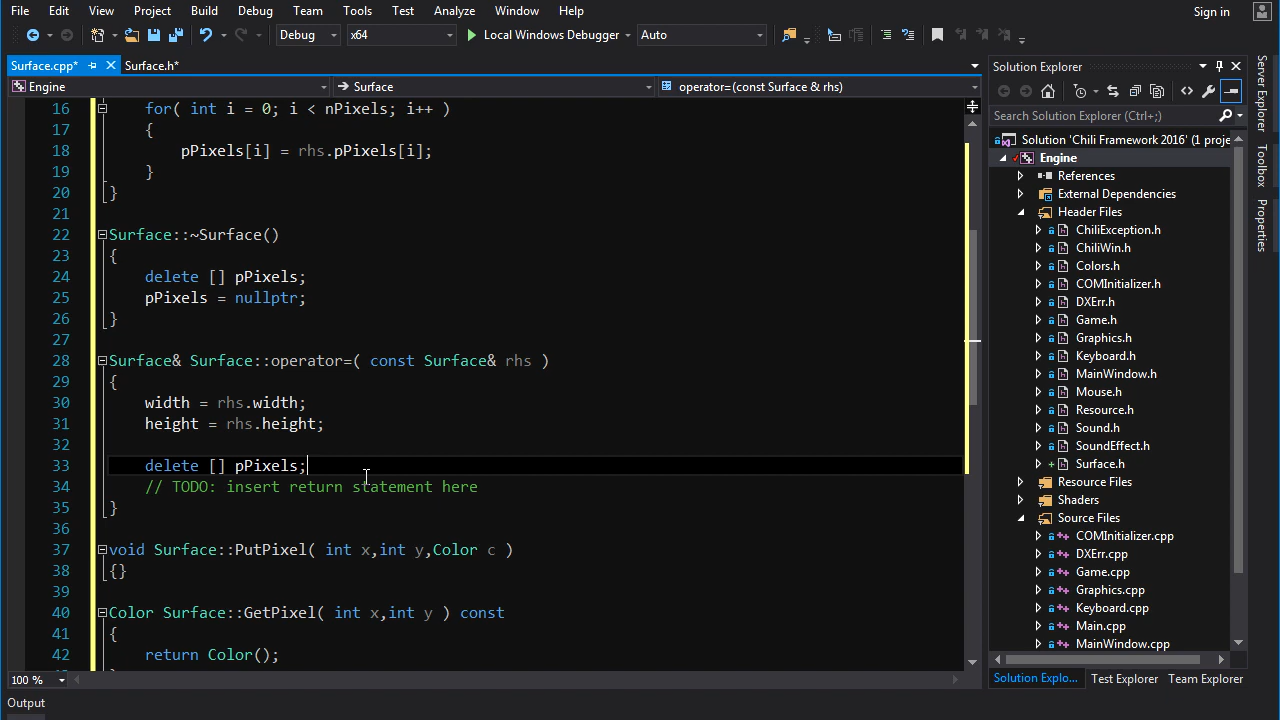 File Edit View Project Build Debug Team Tools Test Analyze Window Help Sign in
Debug x64 Local Windows Debugger Auto
Surface.cpp* Surface.h*
Engine Surface operator=(const Surface& rhs)
16 for( int i = 0; i < nPixels; i++ )
17 {
18 pPixels[i] = rhs.pPixels[i];
19 }
20 }
21
22 Surface::~Surface()
23 {
24 delete [] pPixels;
25 pPixels = nullptr;
26 }
27
28 Surface& Surface::operator=( const Surface& rhs )
29 {
30 width = rhs.width;
31 height = rhs.height;
32
33 delete [] pPixels;
34 // TODO: insert return statement here
35 }
36
37 void Surface::PutPixel( int x,int y,Color c )
38 {}
39
40 Color Surface::GetPixel( int x,int y ) const
41 {
42 return Color();
100 %
Output
Solution Explorer
Search Solution Explorer (Ctrl+;)
Solution 'Chili Framework 2016' (1 proje
Engine
References
External Dependencies
Header Files
ChiliException.h
ChiliWin.h
Colors.h
COMInitializer.h
DXErr.h
Game.h
Graphics.h
Keyboard.h
MainWindow.h
Mouse.h
Resource.h
Sound.h
SoundEffect.h
Surface.h
Resource Files
Shaders
Source Files
COMInitializer.cpp
DXErr.cpp
Game.cpp
Graphics.cpp
Keyboard.cpp
Main.cpp
MainWindow.cpp
Solution Explo... Test Explorer Team Explorer
Server Explorer
Toolbox
Properties